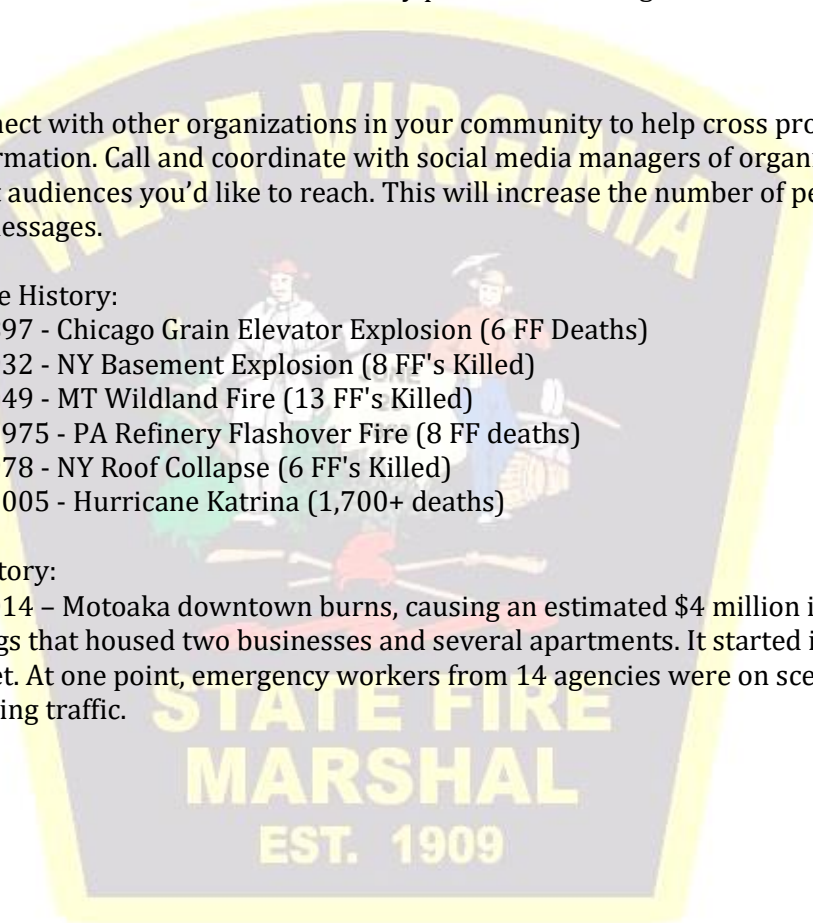 nect with other organizations in your community to help cross pro
rmation. Call and coordinate with social media managers of organi
t audiences you'd like to reach. This will increase the number of pe
essages.
e History:
97 - Chicago Grain Elevator Explosion (6 FF Deaths)
32 - NY Basement Explosion (8 FF's Killed)
49 - MT Wildland Fire (13 FF's Killed)
975 - PA Refinery Flashover Fire (8 FF deaths)
78 - NY Roof Collapse (6 FF's Killed)
005 - Hurricane Katrina (1,700+ deaths)
tory:
14 – Motoaka downtown burns, causing an estimated $4 million i
gs that housed two businesses and several apartments. It started i
et. At one point, emergency workers from 14 agencies were on sce
ing traffic.
WEST VIRGINIA
JUNE
STATE FIRE
MARSHAL
EST. 1909